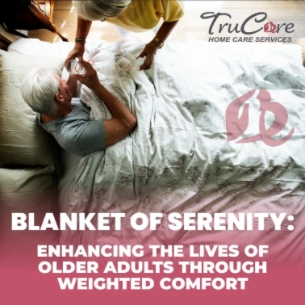 TruCare
HOME CARE SERVICES
BLANKET OF SERENITY:
ENHANCING THE LIVES OF
OLDER ADULTS THROUGH
WEIGHTED COMFORT